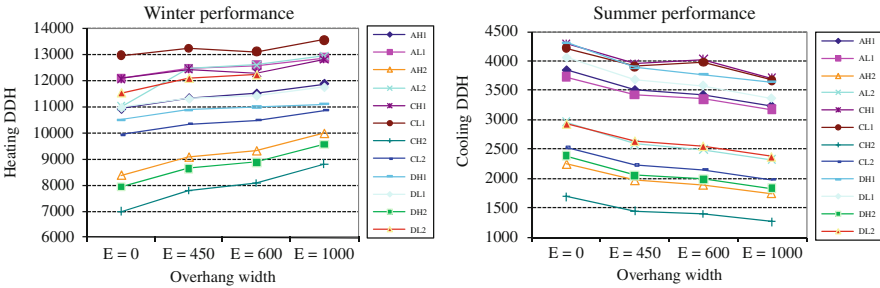 Winter performance
Heating DDH
14000
13000
12000
11000
10000
9000
8000
7000
6000
E = 0
E = 450
E = 600
E = 1000
Overhang width
AH1
AL1
AH2
AL2
CH1
CL1
CH2
CL2
DH1
DL1
DH2
DL2
Summer performance
Cooling DDH
4500
4000
3500
3000
2500
2000
1500
1000
E = 0
E = 450
E = 600
E = 1000
Overhang width
AH1
AL1
AH2
AL2
CH1
CL1
CH2
CL2
DH1
DL1
DH2
DL2